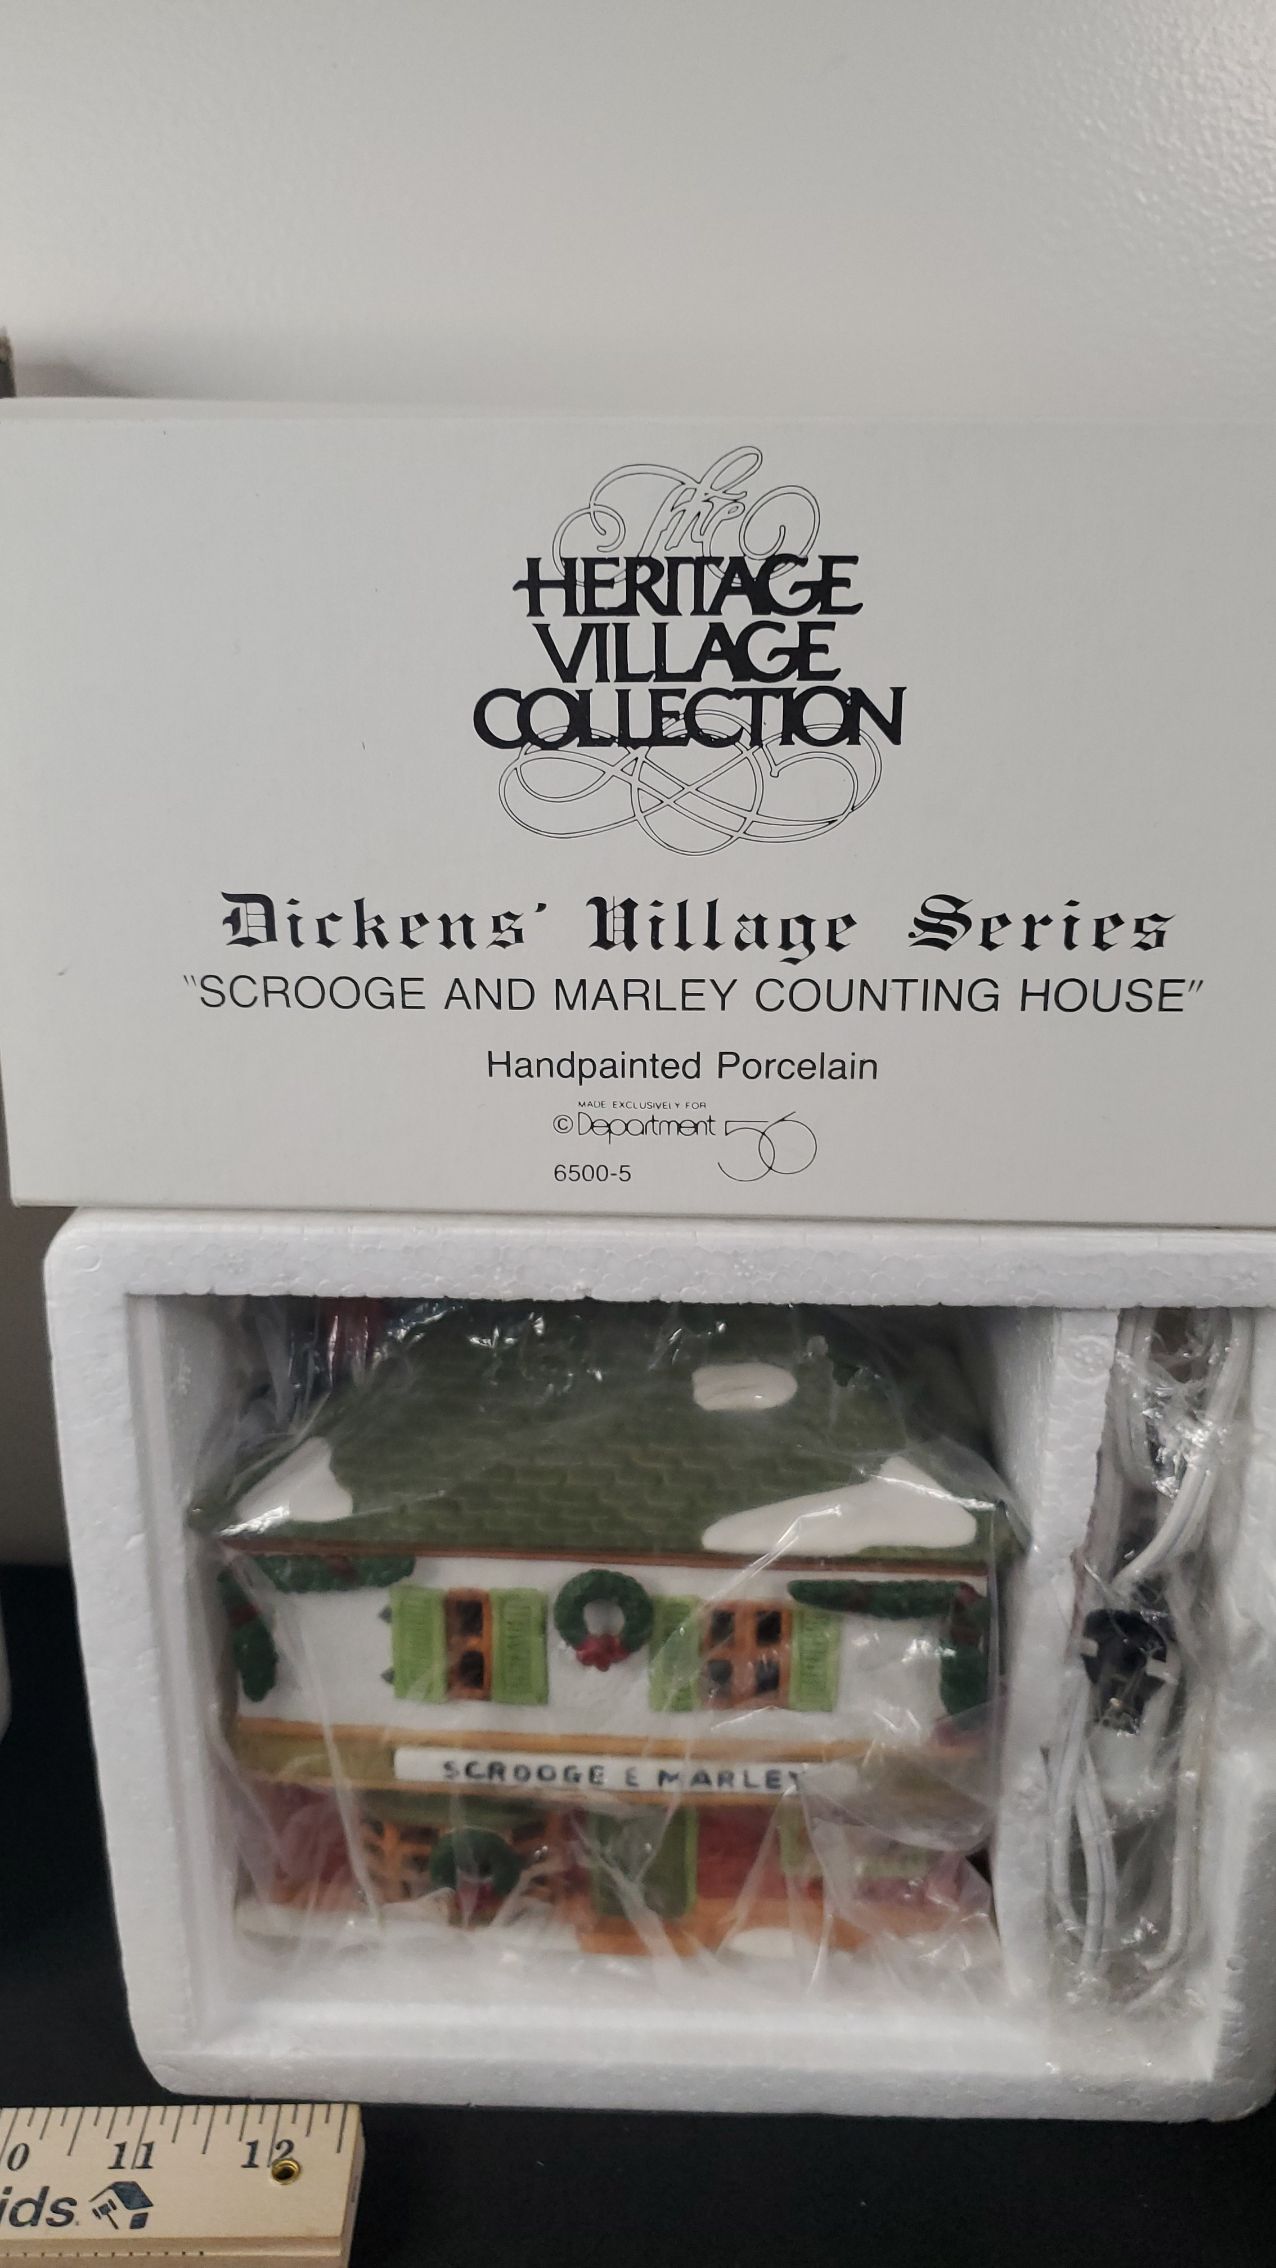 The
HERITAGE
VILLAGE
COLLECTION
Dickens' Village Series
"SCROOGE AND MARLEY COUNTING HOUSE"
Handpainted Porcelain
MADE EXCLUSIVELY FOR
©Department 56
6500-5
SCROOGE & MARLEY
0 11 12
ids